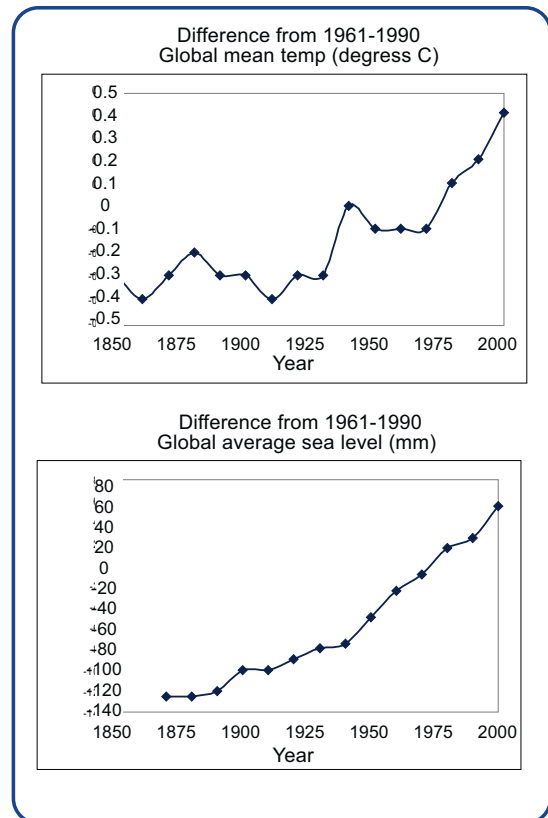 Difference from 1961-1990
Global mean temp (degress C)
0.5
0.4
0.3
0.2
0.1
0
-0.1
-0.2
-0.3
-0.4
-0.5
1850 1875 1900 1925 1950 1975 2000
Year
Difference from 1961-1990
Global average sea level (mm)
80
60
40
20
0
-20
-40
-60
-80
-100
-120
-140
1850 1875 1900 1925 1950 1975 2000
Year